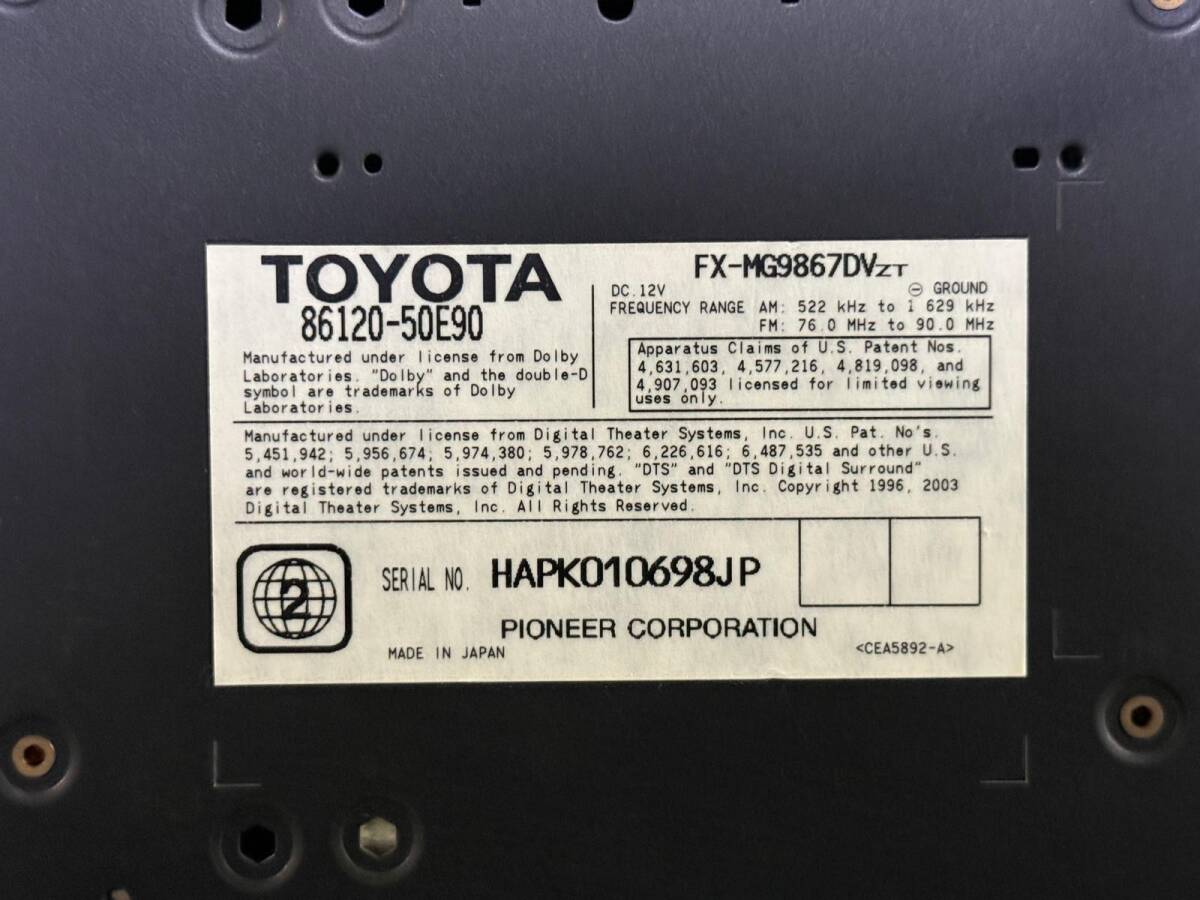 TOYOTA
86120-50E90
Manufactured under license from Dolby
Laboratories. "Dolby" and the double-D
symbol are trademarks of Dolby
Laboratories.
FX-MG9867DVZT
DC.12V ⊖ GROUND
FREQUENCY RANGE AM: 522 kHz to 1 629 kHz
FM: 76.0 MHz to 90.0 MHz
Apparatus Claims of U.S. Patent Nos.
4,631,603, 4,577,216, 4,819,098, and
4,907,093 licensed for limited viewing
uses only.
Manufactured under license from Digital Theater Systems, Inc. U.S. Pat. No's.
5,451,942; 5,956,674; 5,974,380; 5,978,762; 6,226,616; 6,487,535 and other U.S.
and world-wide patents issued and pending. "DTS" and "DTS Digital Surround"
are registered trademarks of Digital Theater Systems, Inc. Copyright 1996, 2003
Digital Theater Systems, Inc. All Rights Reserved.
2
SERIAL NO. HAPK010698JP
PIONEER CORPORATION
MADE IN JAPAN <CEA5892-A>